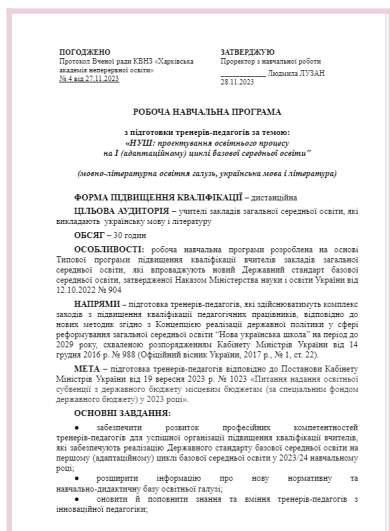 ПОГОДЖЕНО
Протокол Вченої ради КВНЗ «Харківська
академія неперервної освіти»
№ 4 від 27.11.2023
ЗАТВЕРДЖУЮ
Проректор з навчальної роботи
____________ Людмила ЛУЗАН
28.11.2023
РОБОЧА НАВЧАЛЬНА ПРОГРАМА
з підготовки тренерів-педагогів за темою:
«НУШ: проєктування освітнього процесу
на І (адаптаційному) циклі базової середньої освіти"
(мовно-літературна освітня галузь, українська мова і література)
ФОРМА ПІДВИЩЕННЯ КВАЛІФІКАЦІЇ – дистанційна
ЦІЛЬОВА АУДИТОРІЯ – учителі закладів загальної середньої освіти, які
викладають українську мову і літературу
ОБСЯГ – 30 годин
ОСОБЛИВОСТІ: робоча навчальна програми розроблена на основі
Типової програми підвищення кваліфікації вчителів закладів загальної
середньої освіти, які впроваджують новий Державний стандарт базової
середньої освіти, затвердженої Наказом Міністерства науки і освіти України від
12.10.2022 № 904
НАПРЯМИ – підготовка тренерів-педагогів, які здійснюватимуть комплекс
заходів з підвищення кваліфікації педагогічних працівників, відповідно до
нових методик згідно з Концепцією реалізації державної політики у сфері
реформування загальної середньої освіти "Нова українська школа" на період до
2029 року, схваленою розпорядженням Кабінету Міністрів України від 14
грудня 2016 р. № 988 (Офіційний вісник України, 2017 р., № 1, ст. 22).
МЕТА – підготовка тренерів-педагогів відповідно до Постанови Кабінету
Міністрів України від 19 вересня 2023 р. № 1023 «Питання надання освітньої
субвенції з державного бюджету місцевим бюджетам (за спеціальним фондом
державного бюджету) у 2023 році».
ОСНОВНІ ЗАВДАННЯ:
● забезпечити розвиток професійних компетентностей
тренерів-педагогів для успішної організації підвищення кваліфікації вчителів,
які забезпечують реалізацію Державного стандарту базової середньої освіти на
першому (адаптаційному) циклі базової середньої освіти у 2023/24 навчальному
році;
● розширити інформацію про нову нормативну та
навчально-дидактичну базу освітньої галузі;
● оновити й поповнити знання та вміння тренерів-педагогів з
інноваційної педагогіки;